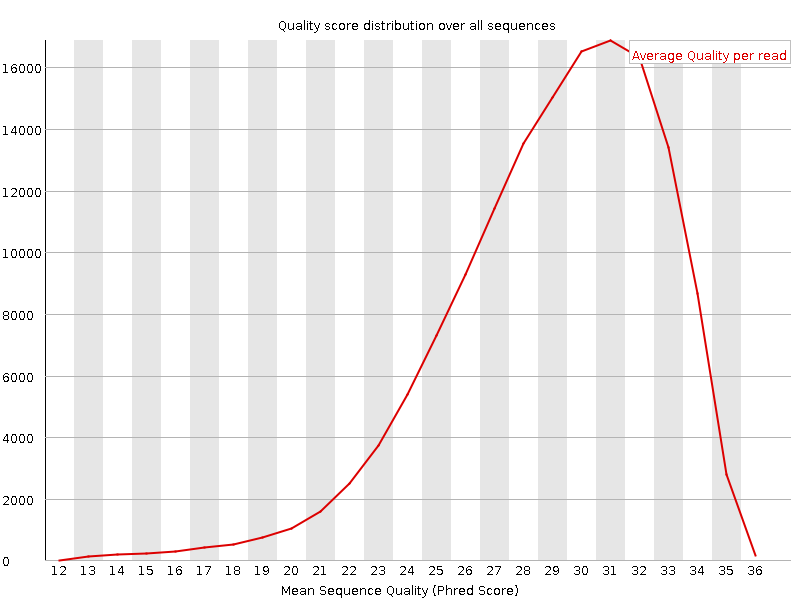 Quality score distribution over all sequences
Average Quality per read
16000
14000
12000
10000
8000
6000
4000
2000
0
12 13 14 15 16 17 18 19 20 21 22 23 24 25 26 27 28 29 30 31 32 33 34 35 36
Mean Sequence Quality (Phred Score)